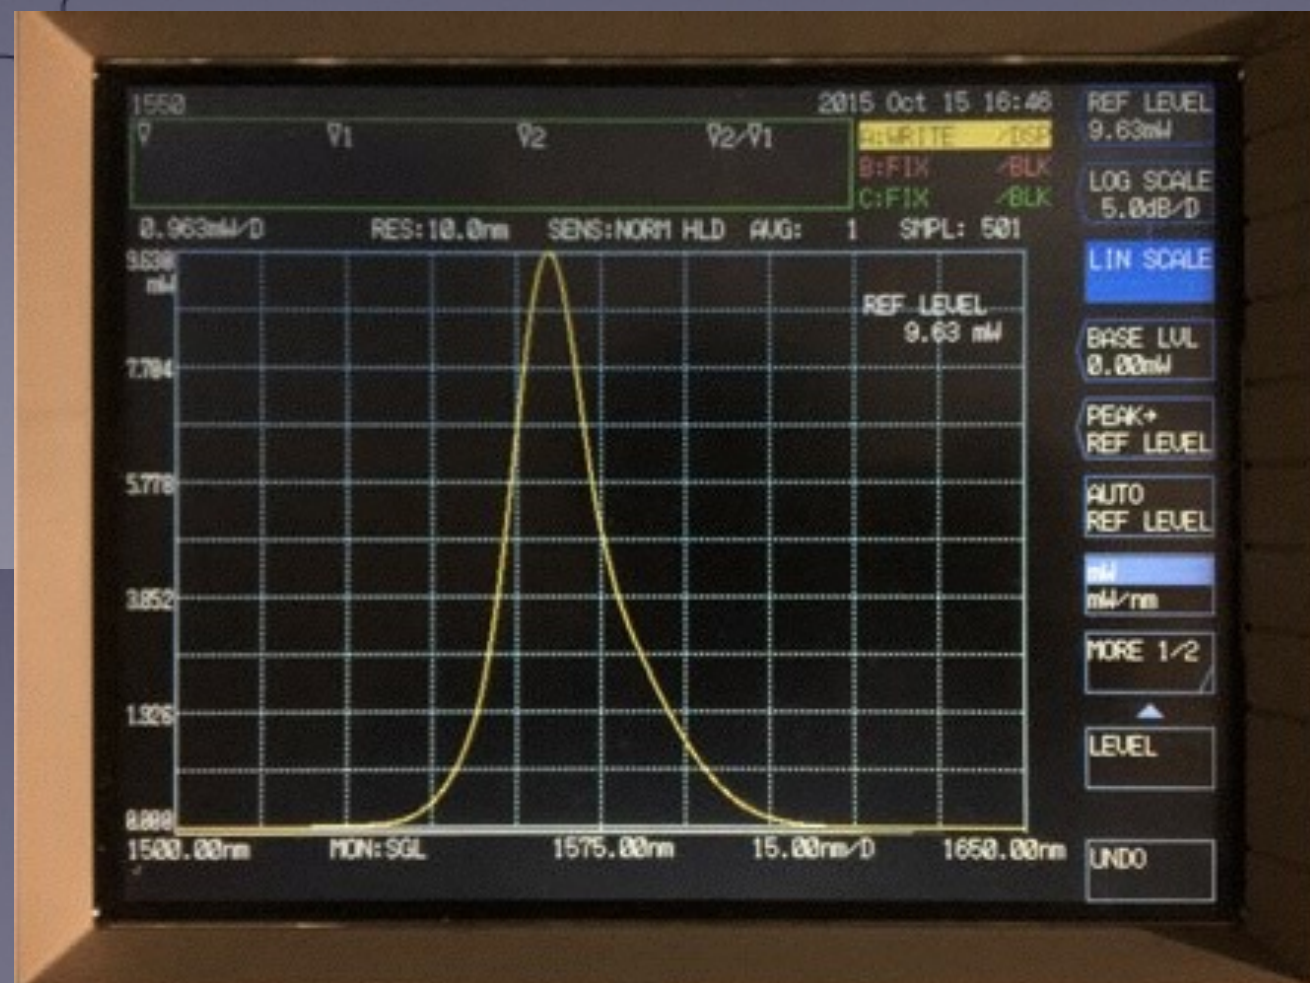 1550
2015 Oct 15 16:46
▽
▽1
▽2
▽2/▽1
A:WRITE /DSP
B:FIX /BLK
C:FIX /BLK
0.963mW/D RES:10.0nm SENS:NORM HLD AVG: 1 SMPL: 501
9.630
mW
REF LEVEL
9.63 mW
7.704
5.778
3.852
1.926
0.000
1500.00nm MON:SGL 1575.00nm 15.00nm/D 1650.00nm
REF LEVEL
9.63mW
LOG SCALE
5.0dB/D
LIN SCALE
BASE LVL
0.00mW
PEAK→
REF LEVEL
AUTO
REF LEVEL
mW
mW/nm
MORE 1/2
LEVEL
UNDO